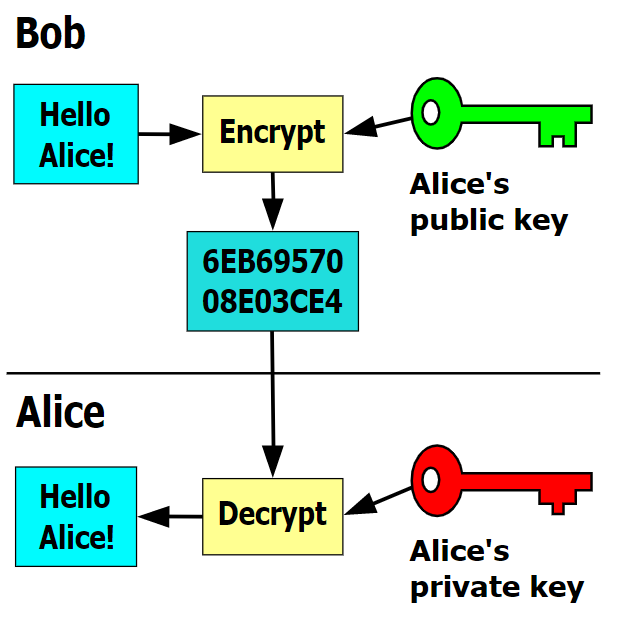 Bob
Hello
Alice!
Encrypt
Alice's
public key
6EB69570
08E03CE4
Alice
Hello
Alice!
Decrypt
Alice's
private key